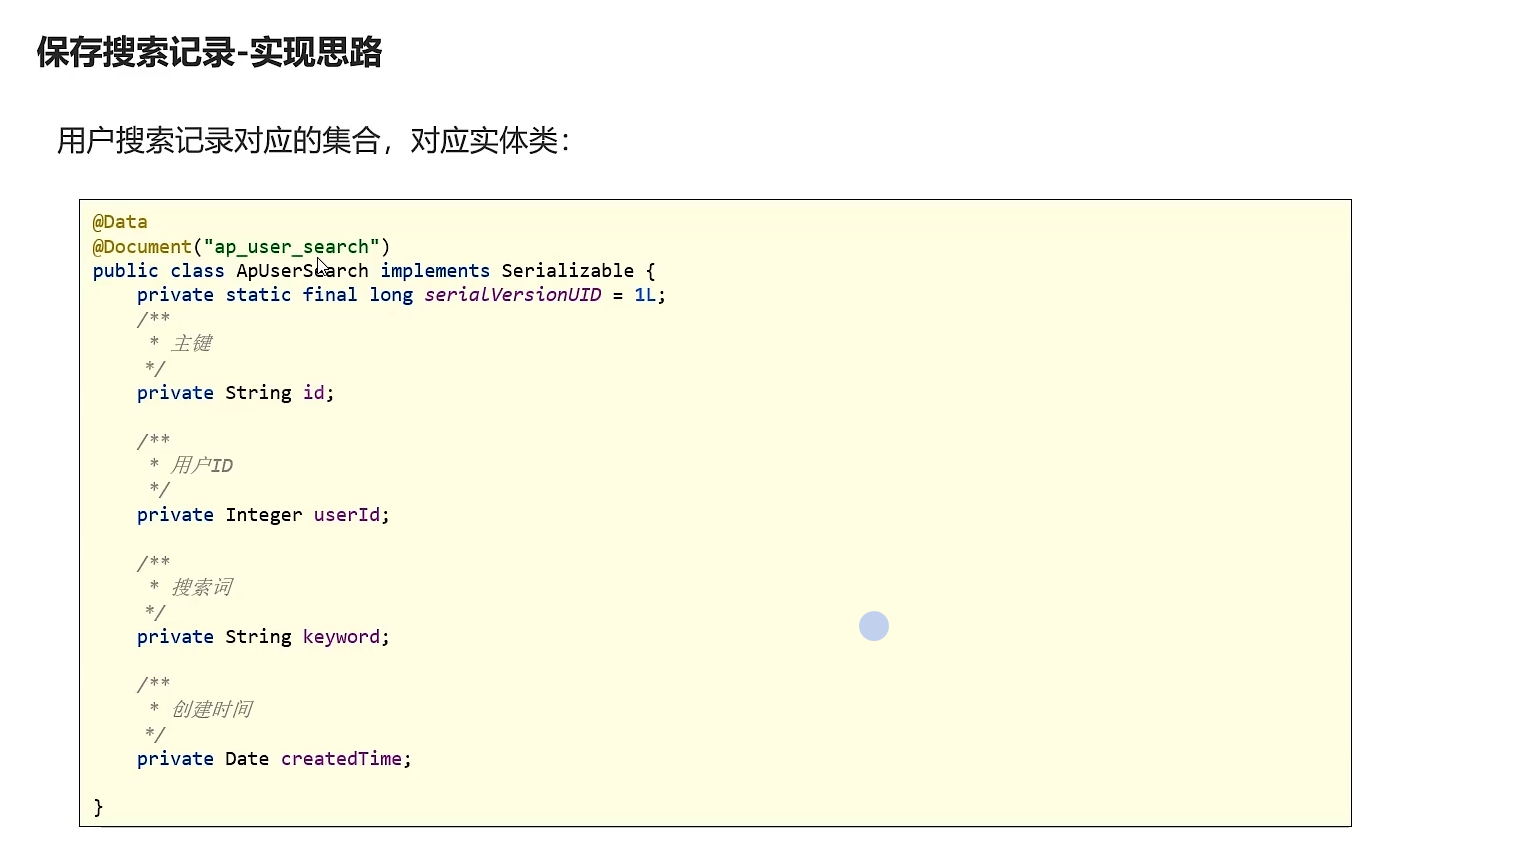 保存搜索记录-实现思路
用户搜索记录对应的集合，对应实体类：
@Data
@Document("ap_user_search")
public class ApUserSearch implements Serializable {
    private static final long serialVersionUID = 1L;
    /**
     * 主键
     */
    private String id;
    /**
     * 用户ID
     */
    private Integer userId;
    /**
     * 搜索词
     */
    private String keyword;
    /**
     * 创建时间
     */
    private Date createdTime;
}